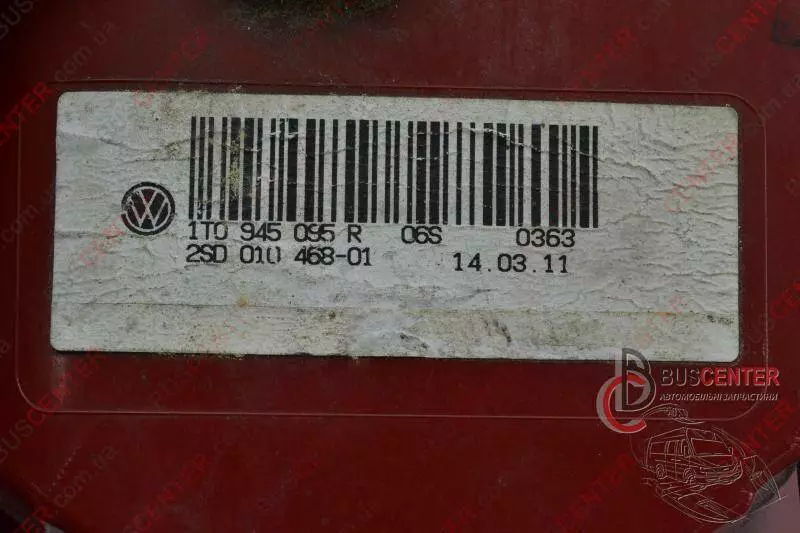 1T0 945 095 R 06S 0363
2SD 010 468-01 14.03.11
BUSCENTER
АВТОМОБІЛЬНІ ЗАПЧАСТИНИ